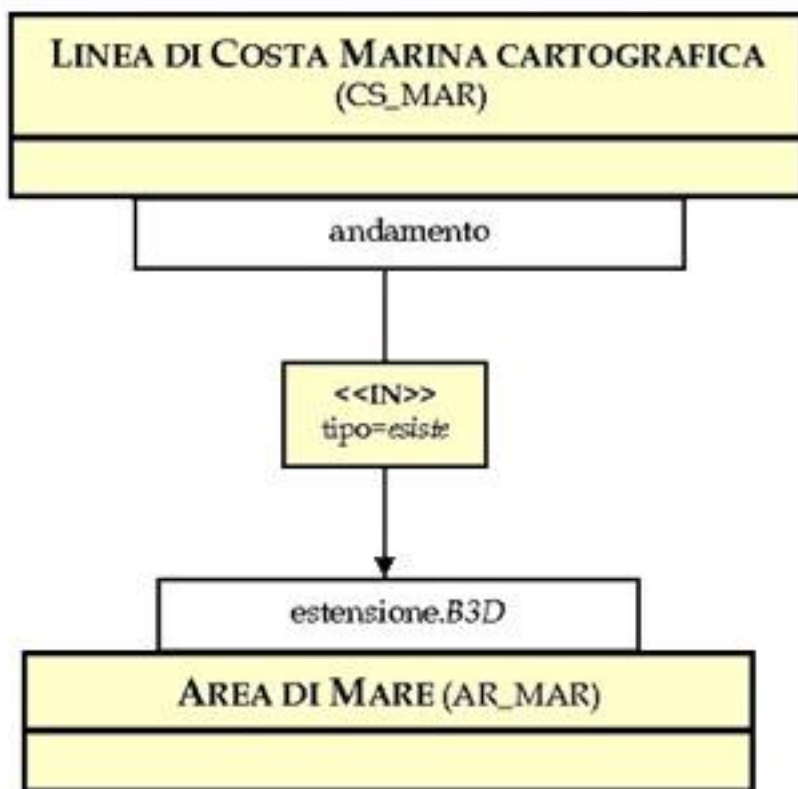 LINEA DI COSTA MARINA CARTOGRAFICA
(CS_MAR)
andamento
<<IN>>
tipo=esiste
estensione.B3D
AREA DI MARE (AR_MAR)